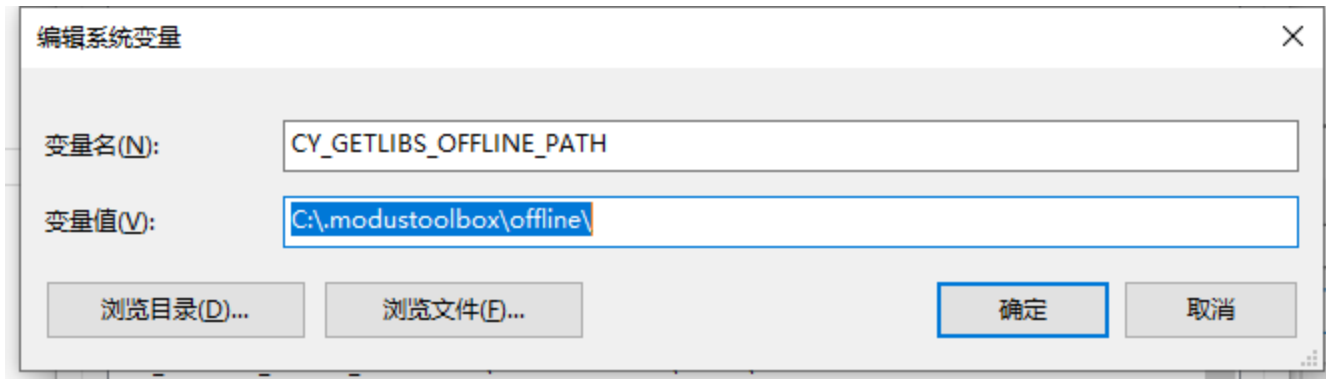 编辑系统变量
变量名(N):
CY_GETLIBS_OFFLINE_PATH
变量值(V):
C:\.modustoolbox\offline\
浏览目录(D)...
浏览文件(F)...
确定
取消